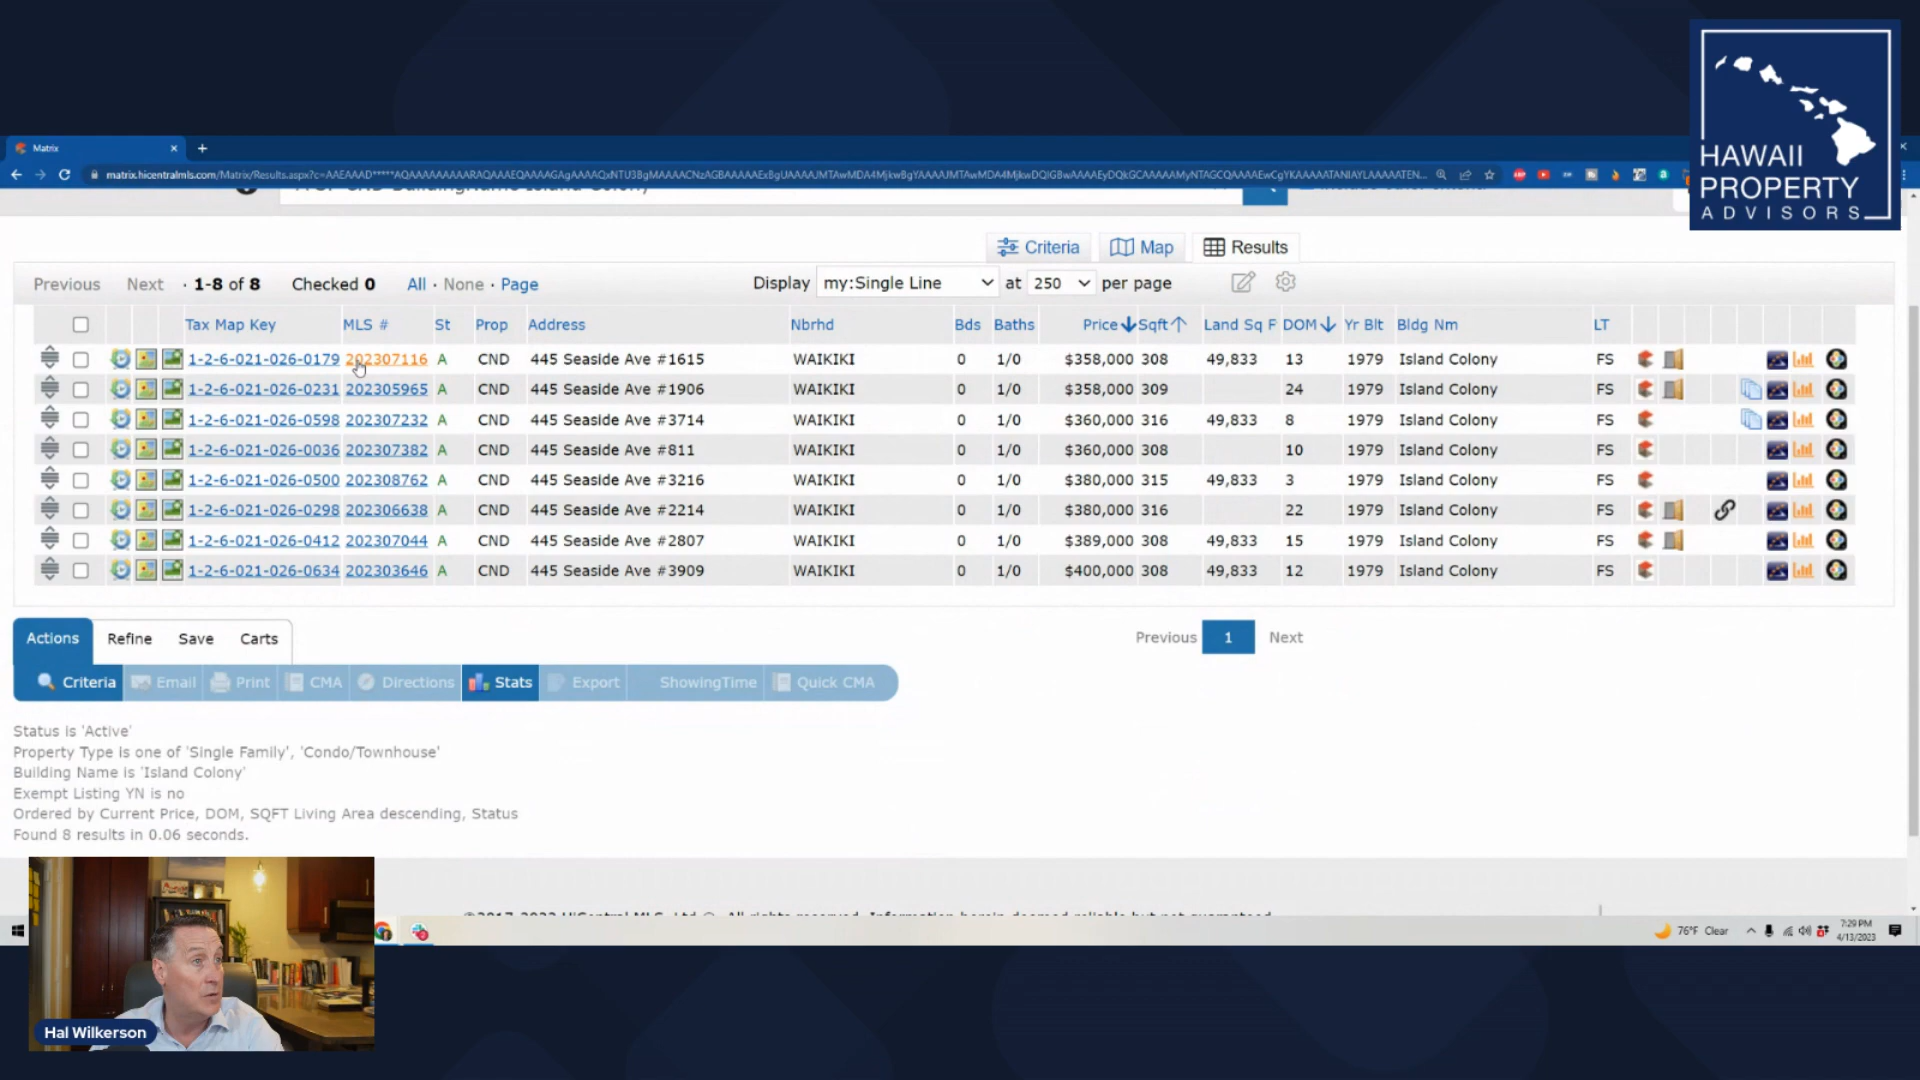 HAWAII
PROPERTY
ADVISORS
Matrix
Criteria Map Results
Previous Next · 1-8 of 8 Checked 0 All · None · Page Display my:Single Line at 250 per page
Tax Map Key MLS # St Prop Address Nbrhd Bds Baths Price Sqft Land Sq F DOM Yr Blt Bldg Nm LT
1-2-6-021-026-0179 202307116 A CND 445 Seaside Ave #1615 WAIKIKI 0 1/0 $358,000 308 49,833 13 1979 Island Colony FS
1-2-6-021-026-0231 202305965 A CND 445 Seaside Ave #1906 WAIKIKI 0 1/0 $358,000 309 24 1979 Island Colony FS
1-2-6-021-026-0598 202307232 A CND 445 Seaside Ave #3714 WAIKIKI 0 1/0 $360,000 316 49,833 8 1979 Island Colony FS
1-2-6-021-026-0036 202307382 A CND 445 Seaside Ave #811 WAIKIKI 0 1/0 $360,000 308 10 1979 Island Colony FS
1-2-6-021-026-0500 202308762 A CND 445 Seaside Ave #3216 WAIKIKI 0 1/0 $380,000 315 49,833 3 1979 Island Colony FS
1-2-6-021-026-0298 202306638 A CND 445 Seaside Ave #2214 WAIKIKI 0 1/0 $380,000 316 22 1979 Island Colony FS
1-2-6-021-026-0412 202307044 A CND 445 Seaside Ave #2807 WAIKIKI 0 1/0 $389,000 308 49,833 15 1979 Island Colony FS
1-2-6-021-026-0634 202303646 A CND 445 Seaside Ave #3909 WAIKIKI 0 1/0 $400,000 308 49,833 12 1979 Island Colony FS
Actions Refine Save Carts Previous 1 Next
Criteria Email Print CMA Directions Stats Export ShowingTime Quick CMA
Status is 'Active'
Property Type is one of 'Single Family', 'Condo/Townhouse'
Building Name is 'Island Colony'
Exempt Listing YN is no
Ordered by Current Price, DOM, SQFT Living Area descending, Status
Found 8 results in 0.06 seconds.
76°F Clear 7:29 PM
4/13/2023
Hal Wilkerson